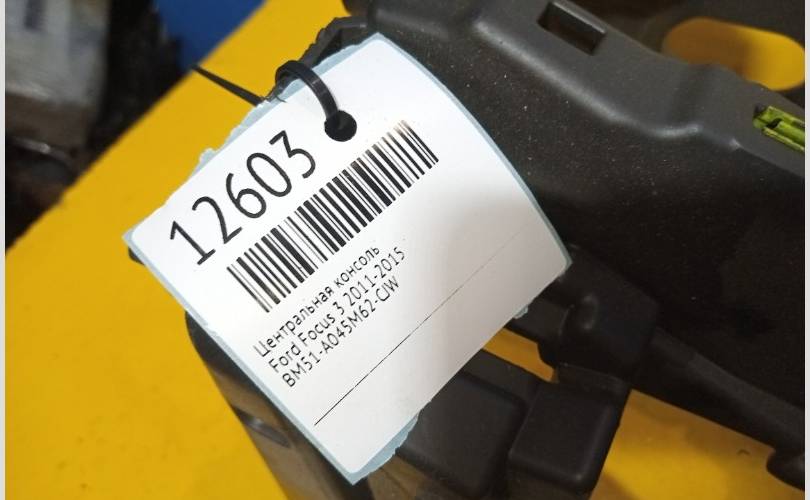 12603
Центральная консоль
Ford Focus 3 2011-2015
BM51-A045M62-CJW